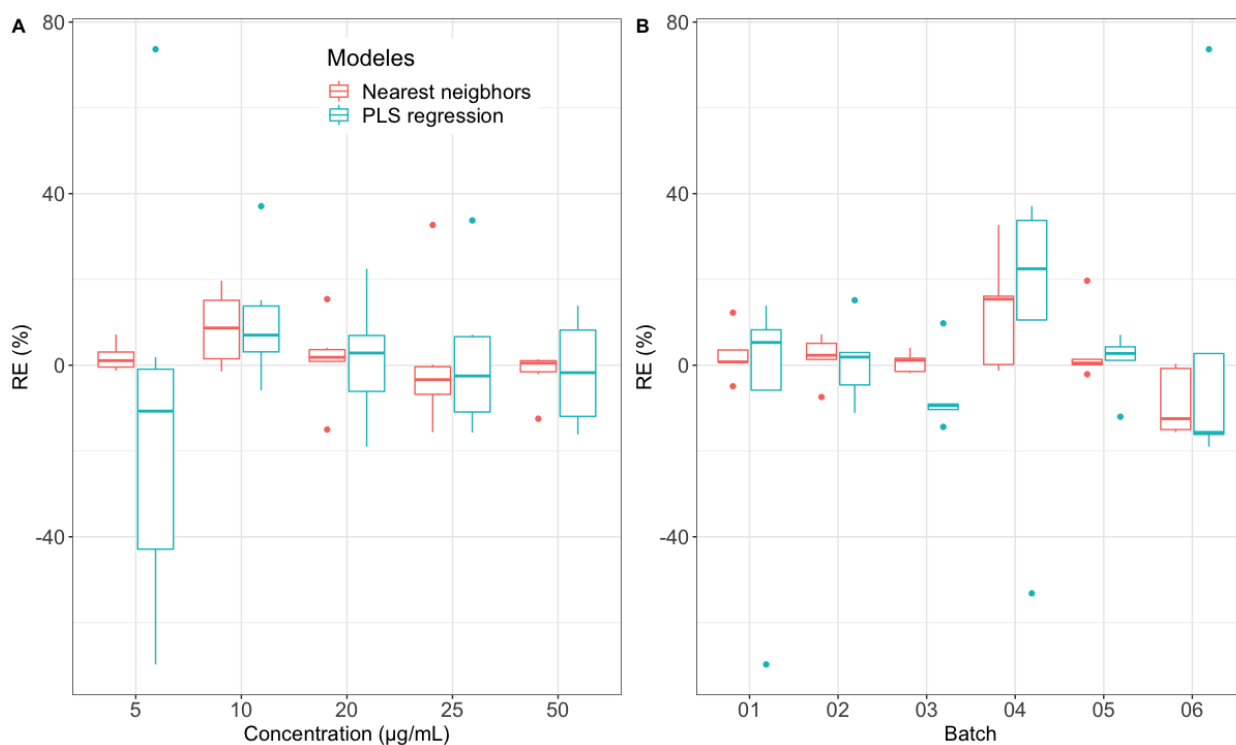 A
80
40
0
-40
RE (%)
Modeles
Nearest neigbhors
PLS regression
5 10 20 25 50
Concentration (µg/mL)
B
80
40
0
-40
RE (%)
01 02 03 04 05 06
Batch